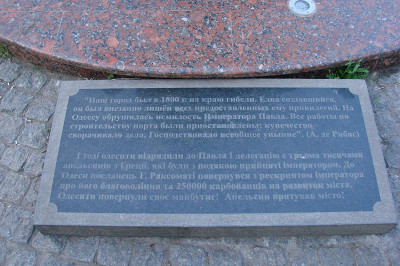 "Наш город был в 1800 г. на краю гибели. Едва создавшийся,
он был внезапно лишён всех предоставленных ему привилегий. На
Одессу обрушилась немилость Императора Павла. Все работы по
строительству порта были приостановлены; купечество
сворачивало дела. Господствовало всеобщее уныние". (А. де Рибас)
І тоді одесити відрядили до Павла І делегацію з трьома тисячами
апельсинів з Греції, які були з подякою прийняті імператором. До
Одеси посланець Г. Раксоматі повернувся з рескриптом імператора
про його благовоління та 250000 карбованців на розвиток міста.
Одесити повернули своє майбутнє! Апельсин врятував місто!